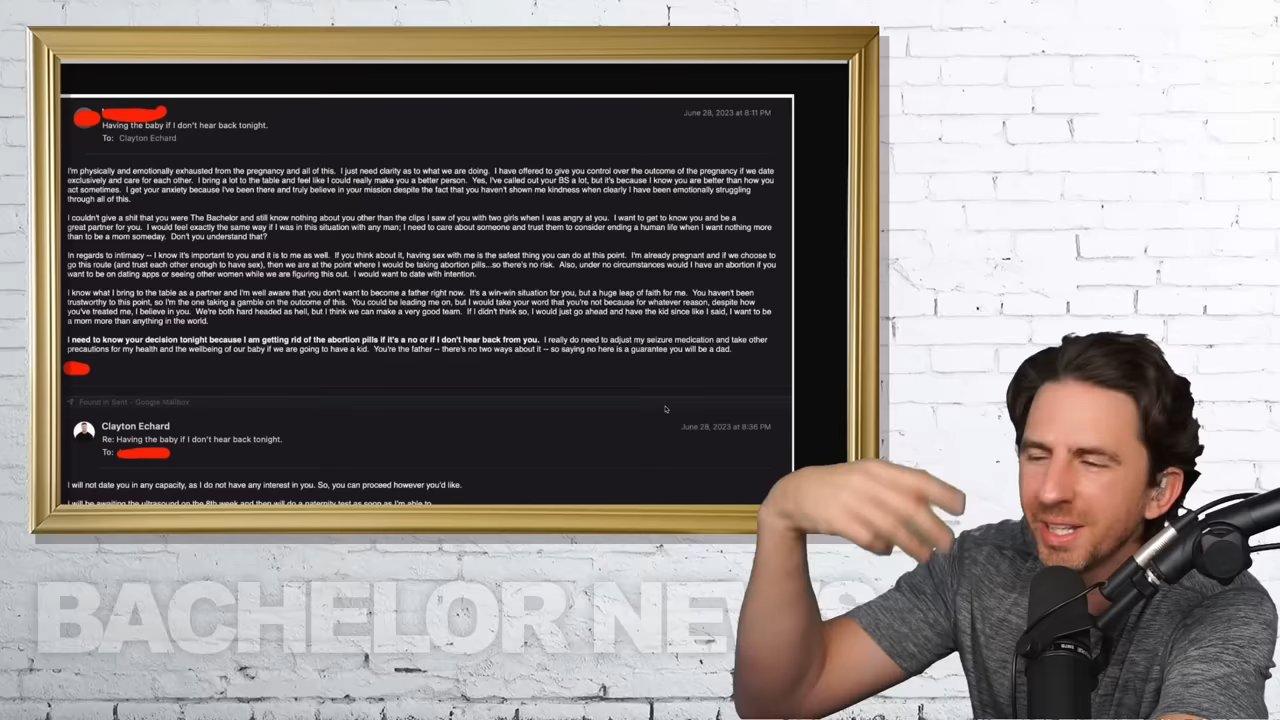 Having the baby if I don't hear back tonight.
June 28, 2023 at 8:11 PM
To: Clayton Echard
I'm physically and emotionally exhausted from the pregnancy and all of this. I just need clarity as to what we are doing. I have offered to give you control over the outcome of the pregnancy if we date
exclusively and care for each other. I bring a lot to the table and feel like I could really make you a better person. Yes, I've called out your BS a lot, but it's because I know you are better than how you
act sometimes. I get your anxiety because I've been there and truly believe in your mission despite the fact that you haven't shown me kindness when clearly I have been emotionally struggling
through all of this.
I couldn't give a shit that you were The Bachelor and still know nothing about you other than the clips I saw of you with two girls when I was angry at you. I want to get to know you and be a
great partner for you. I would feel exactly the same way if I was in this situation with any man; I need to care about someone and trust them to consider ending a human life when I want nothing more
than to be a mom someday. Don't you understand that?
In regards to intimacy -- I know it's important to you and it is to me as well. If you think about it, having sex with me is the safest thing you can do at this point. I'm already pregnant and if we choose to
go this route (and trust each other enough to have sex), then we are at the point where I would be taking abortion pills...so there's no risk. Also, under no circumstances would I have an abortion if you
want to be on dating apps or seeing other women while we are figuring this out. I would want to date with intention.
I know what I bring to the table as a partner and I'm well aware that you don't want to become a father right now. It's a win-win situation for you, but a huge leap of faith for me. You haven't been
trustworthy to this point, so I'm the one taking a gamble on the outcome of this. You could be leading me on, but I would take your word that you're not because for whatever reason, despite how
you've treated me, I believe in you. We're both hard headed as hell, but I think we can make a very good team. If I didn't think so, I would just go ahead and have the kid since like I said, I want to be
a mom more than anything in the world.
I need to know your decision tonight because I am getting rid of the abortion pills if it's a no or if I don't hear back from you. I really do need to adjust my seizure medication and take other
precautions for my health and the wellbeing of our baby if we are going to have a kid. You're the father -- there's no two ways about it -- so saying no here is a guarantee you will be a dad.
Found in Sent - Google Mailbox
Clayton Echard
June 28, 2023 at 8:36 PM
Re: Having the baby if I don't hear back tonight.
To:
I will not date you in any capacity, as I do not have any interest in you. So, you can proceed however you'd like.
I will be awaiting the ultrasound on the 8th week and then will do a paternity test as soon as I'm able to.
BACHELOR NEWS